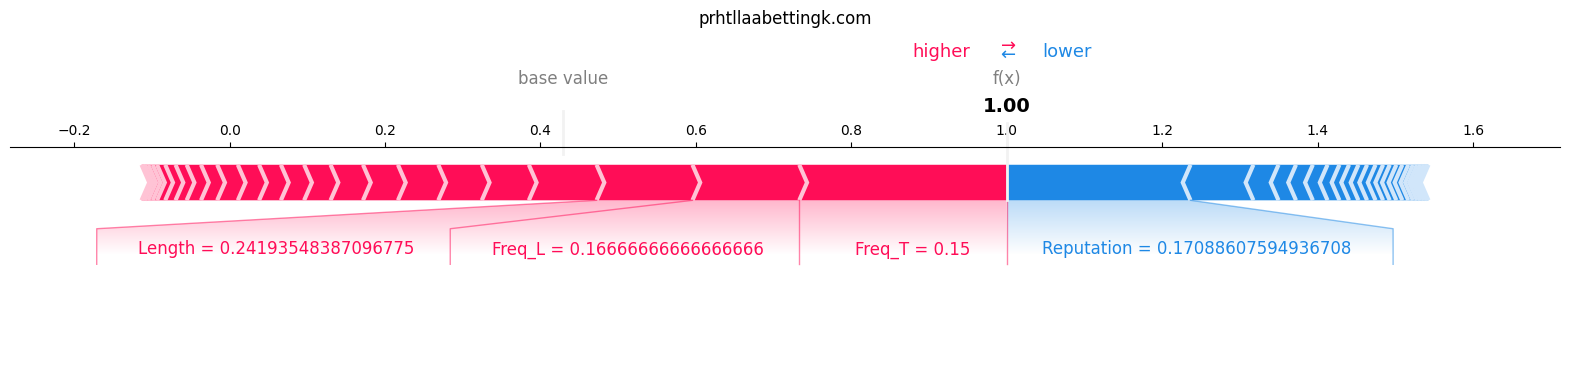 prhtllaabettingk.com
higher ⇄ lower
base value f(x)
1.00
−0.2 0.0 0.2 0.4 0.6 0.8 1.0 1.2 1.4 1.6
Length = 0.24193548387096775 Freq_L = 0.16666666666666666 Freq_T = 0.15 Reputation = 0.17088607594936708